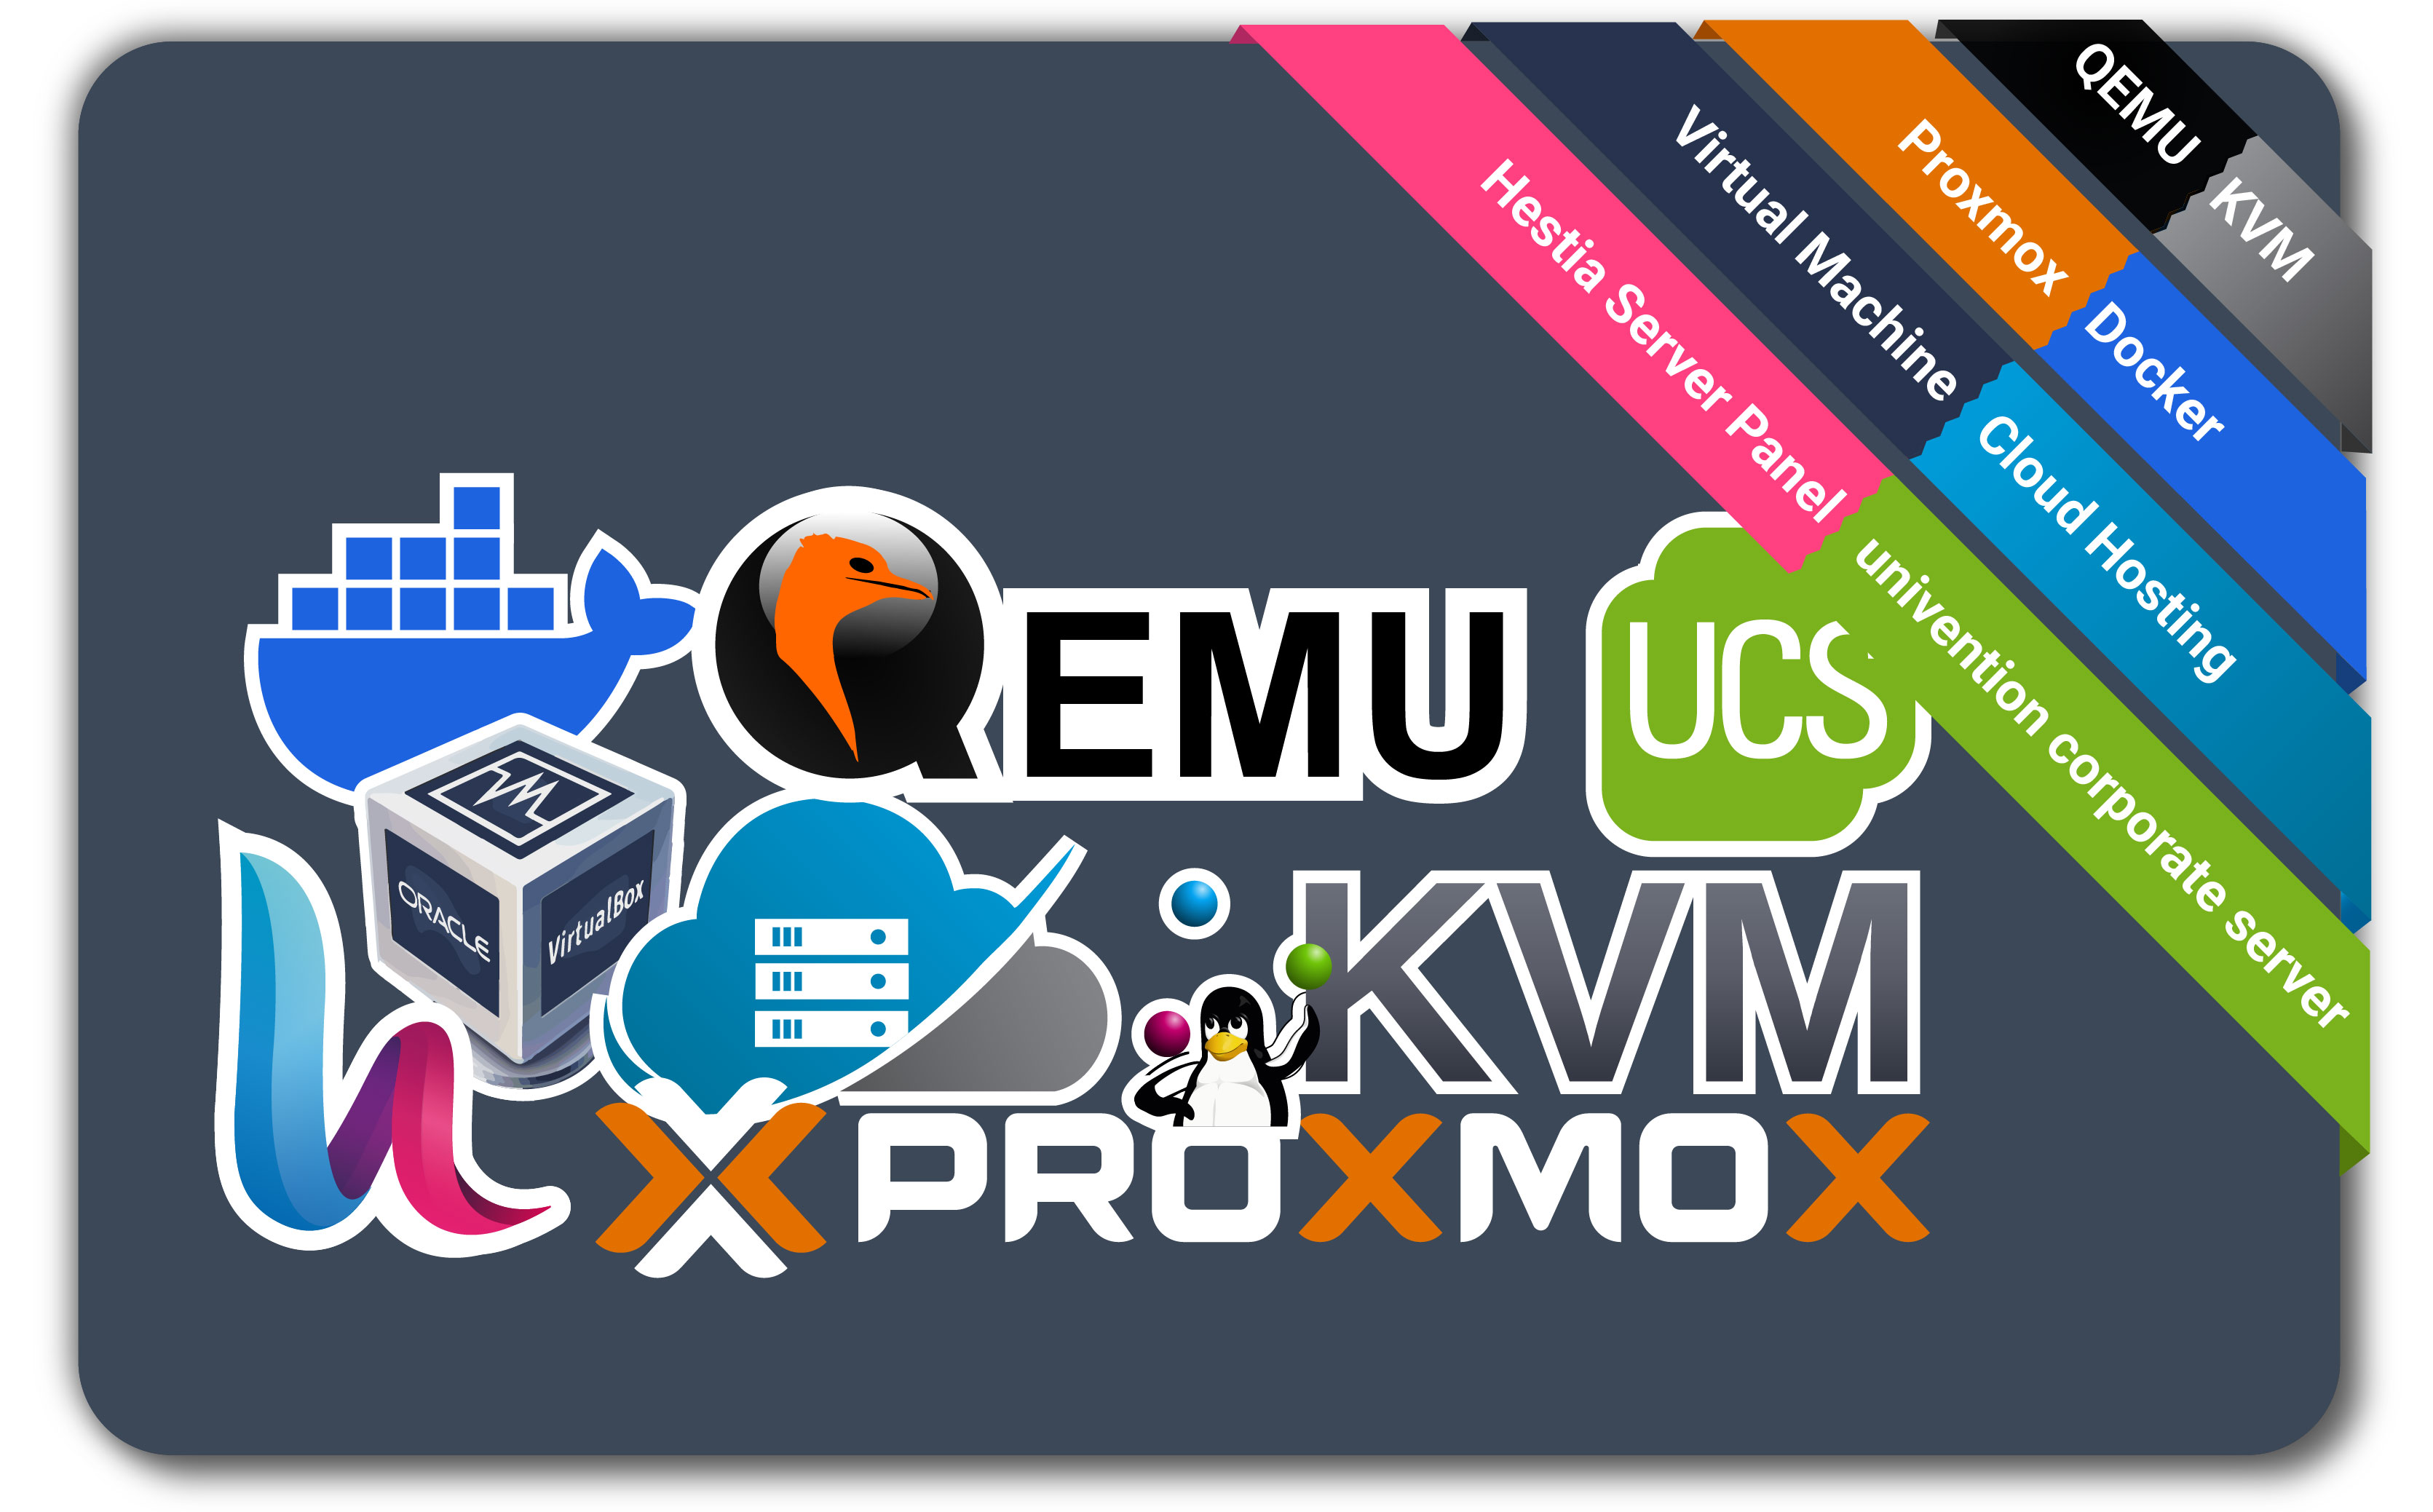 QEMU
KVM
Proxmox
Docker
Virtual Machine
Cloud Hosting
Hestia Server Panel
univention corporate server
QEMU
UCS
ORACLE
VirtualBox
KVM
X PROXMOX